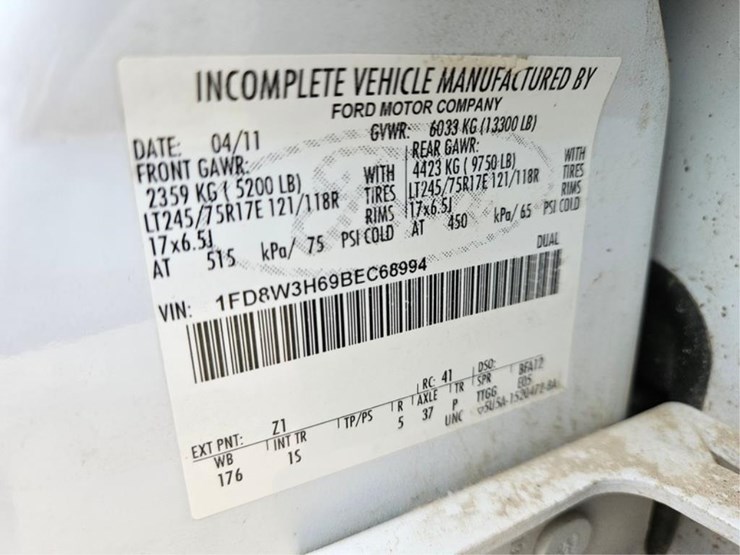 INCOMPLETE VEHICLE MANUFACTURED BY
FORD MOTOR COMPANY
DATE: 04/11 GVWR: 6033 KG (13300 LB)
FRONT GAWR: REAR GAWR:
2359 KG ( 5200 LB) WITH 4423 KG ( 9750 LB) WITH
LT245/75R17E 121/118R TIRES LT245/75R17E 121/118R TIRES
17x6.5J RIMS 17x6.5J RIMS
AT 515 kPa/ 75 PSI COLD AT 450 kPa/ 65 PSI COLD
DUAL
VIN: 1FD8W3H69BEC68994
EXT PNT: Z1 RC: 41 DSO:
WB INT TR TP/PS R AXLE TR SPR
176 1S 5 37 P TTGG
UNC